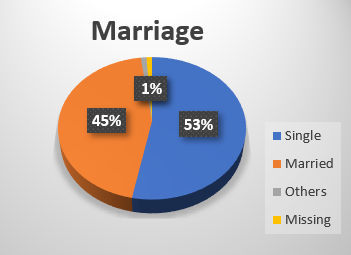 Marriage
1%
45%
53%
Single
Married
Others
Missing